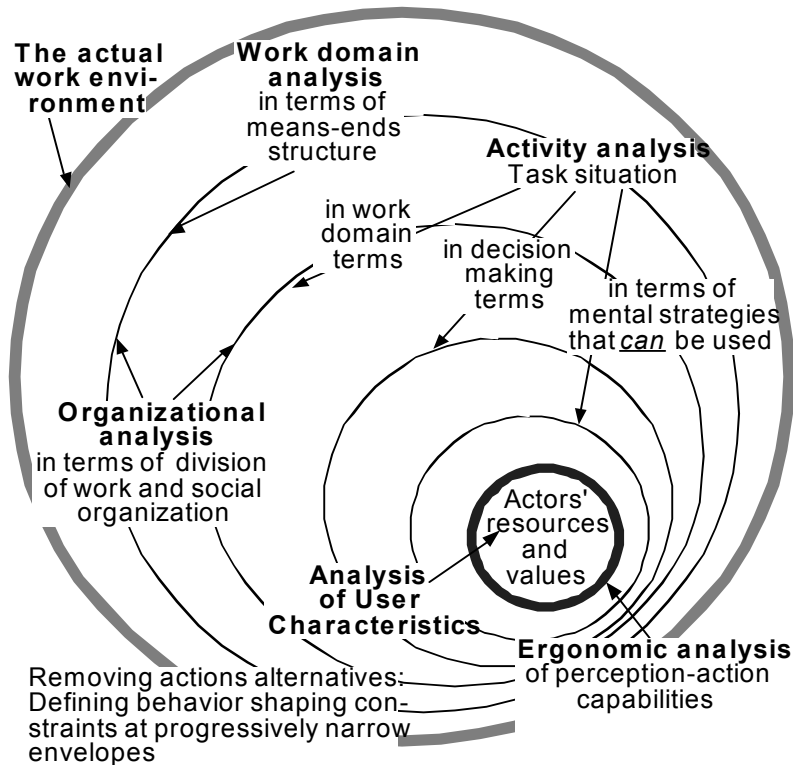 The actual
work envi-
ronment
Work domain
analysis
in terms of
means-ends
structure
Activity analysis
Task situation
in work
domain
terms
in decision
making
terms
in terms of
mental strategies
that can be used
Organizational
analysis
in terms of division
of work and social
organization
Actors'
resources
and
values
Analysis
of User
Characteristics
Ergonomic analysis
of perception-action
capabilities
Removing actions alternatives:
Defining behavior shaping con-
straints at progressively narrow
envelopes